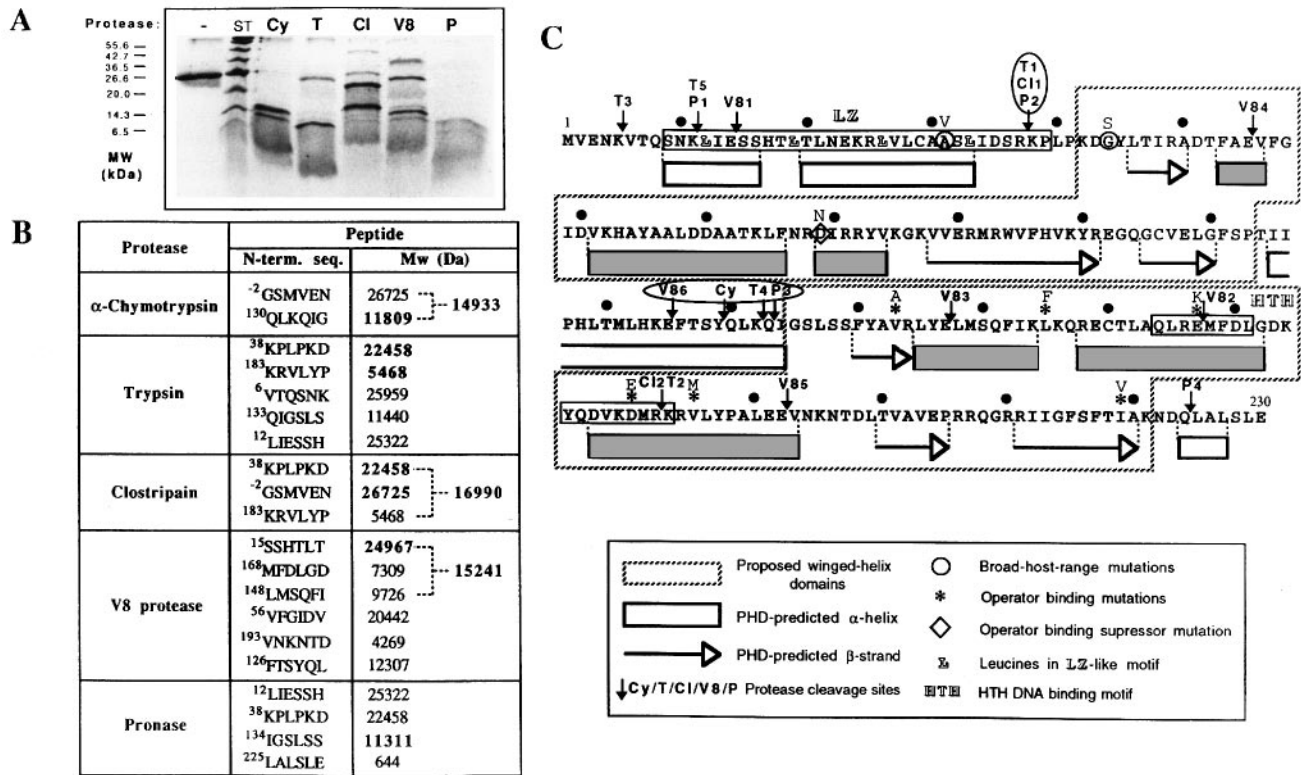 A
Protease: - ST Cy T Cl V8 P
55.6
42.7
36.5
26.6
20.0
14.3
6.5
MW
(kDa)
B
Protease Peptide
N-term. seq. Mw (Da)
α-Chymotrypsin
-2GSMVEN 26725
130QLKQIG 11809
14933
Trypsin
38KPLPKD 22458
183KRVLYP 5468
6VTQSNK 25959
133QIGSLS 11440
12LIESSH 25322
Clostripain
38KPLPKD 22458
-2GSMVEN 26725
183KRVLYP 5468
16990
V8 protease
15SSHTLT 24967
168MFDLGD 7309
148LMSQFI 9726
15241
56VFGIDV 20442
193VNKNTD 4269
126FTSYQL 12307
Pronase
12LIESSH 25322
38KPLPKD 22458
134IGSLSS 11311
225LALSLE 644
C
T1
Cl1
P2
T3 T5 P1 V81 LZ V S V84
1
MVENKVTQSNKLIESSHTLTLNEKRLVLCAASLIDSRKPLPKDGYLTIRADTFAEVFG
N
IDVKHAYAALDDAATKLFNRDIRRYVKGKVVERMRWVFHVKYREGQGCVELGFSPTII
V86 Cy T4 P3 A V83 F K V82 HTH
PHLTMLHKEFTSYQLKQIGSLSSFYAVRLYELMSQFIKLKQRECTLAQLREMFDLGDK
E Cl2T2 M V85 V P4 230
YQDVKDMRKRVLYPALEEVNKNTDLTVAVEPRRQGRRIIGFSFTIAKNDQLALSLE
Proposed winged-helix
domains
PHD-predicted α-helix
PHD-predicted β-strand
Cy/T/Cl/V8/P Protease cleavage sites
Broad-host-range mutations
* Operator binding mutations
Operator binding supressor mutation
L Leucines in LZ-like motif
HTH HTH DNA binding motif